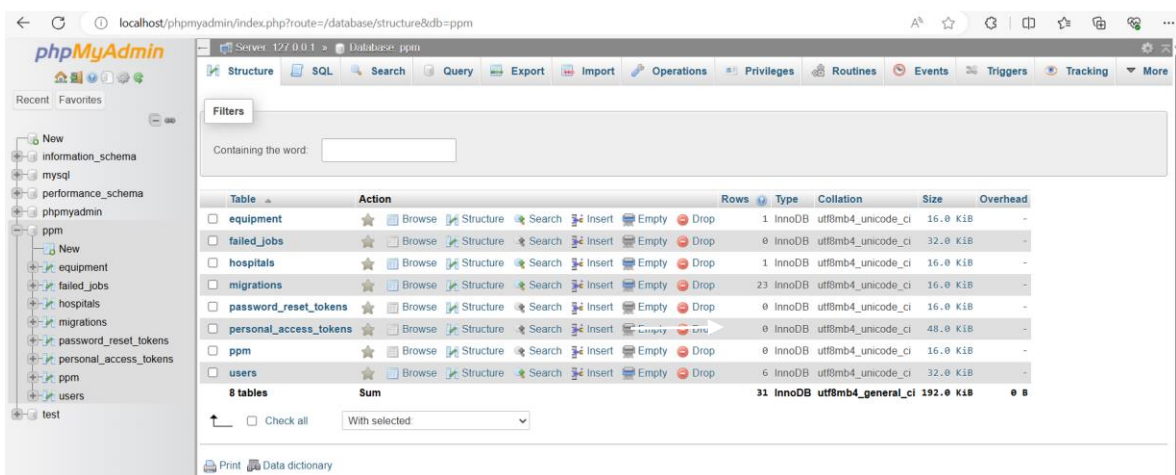 localhost/phpmyadmin/index.php?route=/database/structure&db=ppm
phpMyAdmin
Recent Favorites
New
information_schema
mysql
performance_schema
phpmyadmin
ppm
New
equipment
failed_jobs
hospitals
migrations
password_reset_tokens
personal_access_tokens
ppm
users
test
Server: 127.0.0.1 » Database: ppm
Structure SQL Search Query Export Import Operations Privileges Routines Events Triggers Tracking More
Filters
Containing the word:
Table Action Rows Type Collation Size Overhead
equipment Browse Structure Search Insert Empty Drop 1 InnoDB utf8mb4_unicode_ci 16.0 KiB -
failed_jobs Browse Structure Search Insert Empty Drop 0 InnoDB utf8mb4_unicode_ci 32.0 KiB -
hospitals Browse Structure Search Insert Empty Drop 1 InnoDB utf8mb4_unicode_ci 16.0 KiB -
migrations Browse Structure Search Insert Empty Drop 23 InnoDB utf8mb4_unicode_ci 16.0 KiB -
password_reset_tokens Browse Structure Search Insert Empty Drop 0 InnoDB utf8mb4_unicode_ci 16.0 KiB -
personal_access_tokens Browse Structure Search Insert Empty Drop 0 InnoDB utf8mb4_unicode_ci 48.0 KiB -
ppm Browse Structure Search Insert Empty Drop 0 InnoDB utf8mb4_unicode_ci 16.0 KiB -
users Browse Structure Search Insert Empty Drop 6 InnoDB utf8mb4_unicode_ci 32.0 KiB -
8 tables Sum 31 InnoDB utf8mb4_general_ci 192.0 KiB 0 B
Check all With selected:
Print Data dictionary